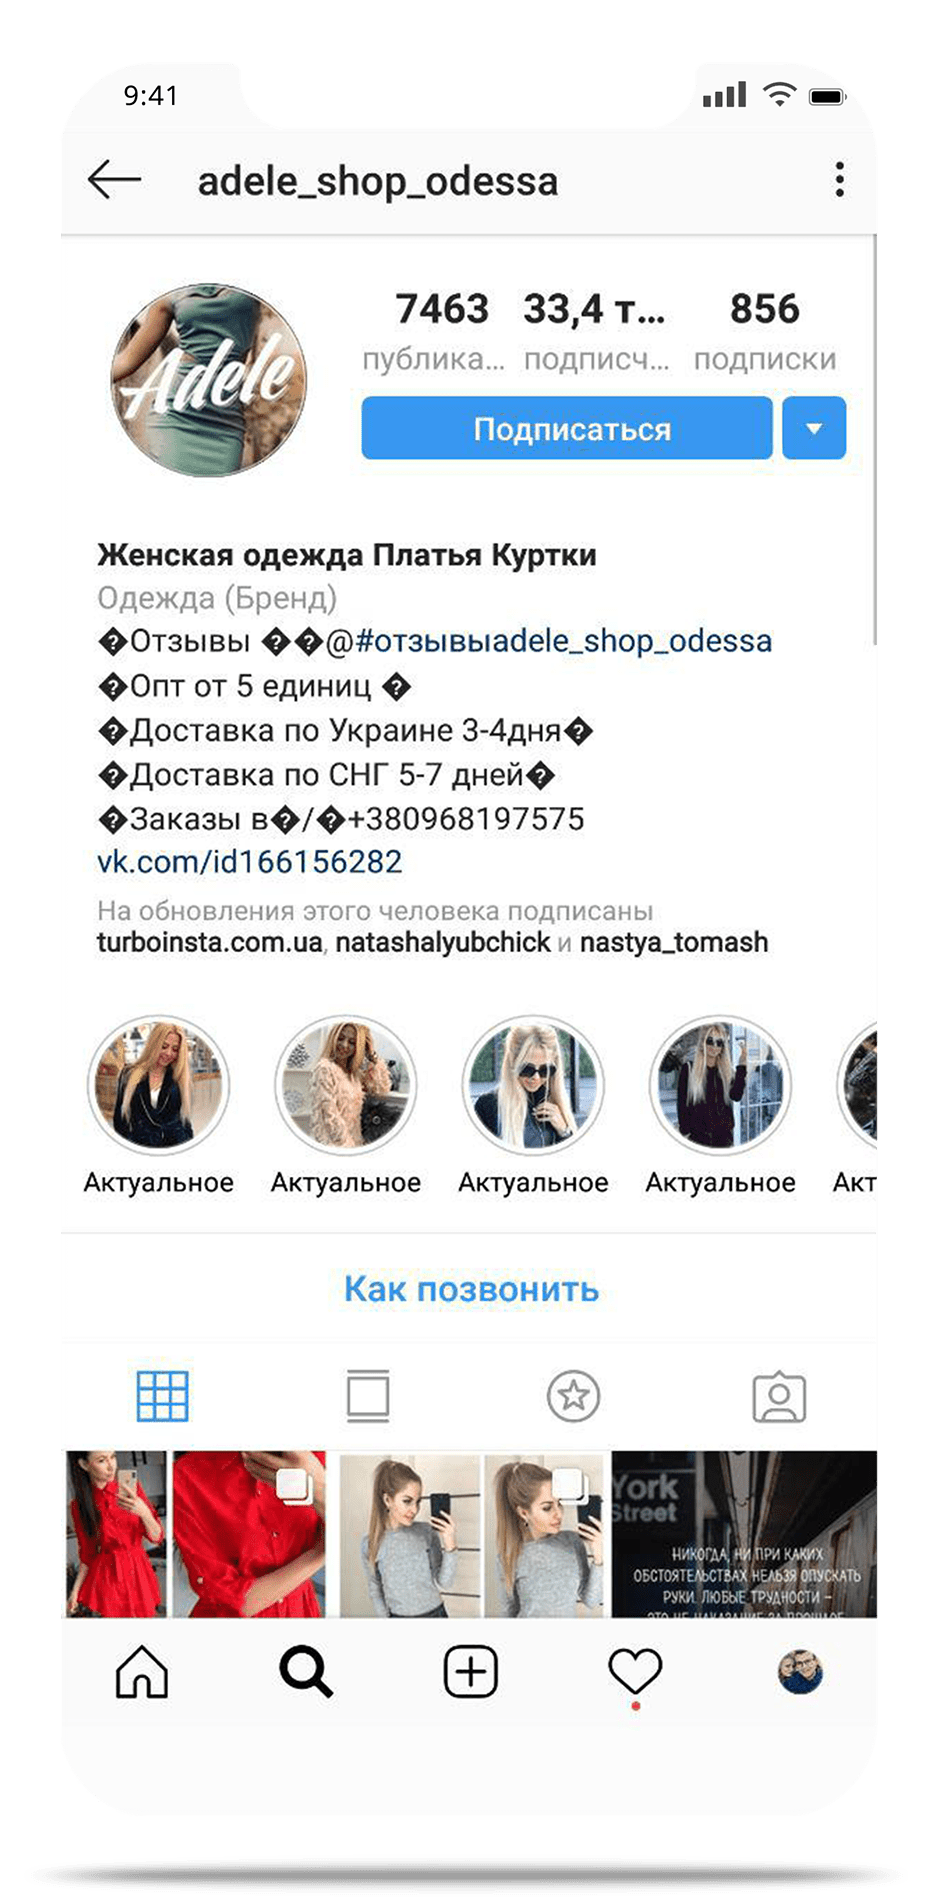 9:41
adele_shop_odessa
Adele
7463 33,4 т... 856
публика... подписч... подписки
Подписаться
Женская одежда Платья Куртки
Одежда (Бренд)
�Отзывы ��@#отзывыadele_shop_odessa
�Опт от 5 единиц �
�Доставка по Украине 3-4дня�
�Доставка по СНГ 5-7 дней�
�Заказы в�/�+380968197575
vk.com/id166156282
На обновления этого человека подписаны
turboinsta.com.ua, natashalyubchick и nastya_tomash
Актуальное Актуальное Актуальное Актуальное Акт
Как позвонить
York
Street
НИКОГДА, НИ ПРИ КАКИХ
ОБСТОЯТЕЛЬСТВАХ НЕЛЬЗЯ ОПУСКАТЬ
РУКИ. ЛЮБЫЕ ТРУДНОСТИ –